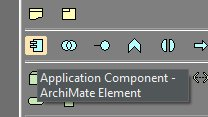 Application Component -
ArchiMate Element